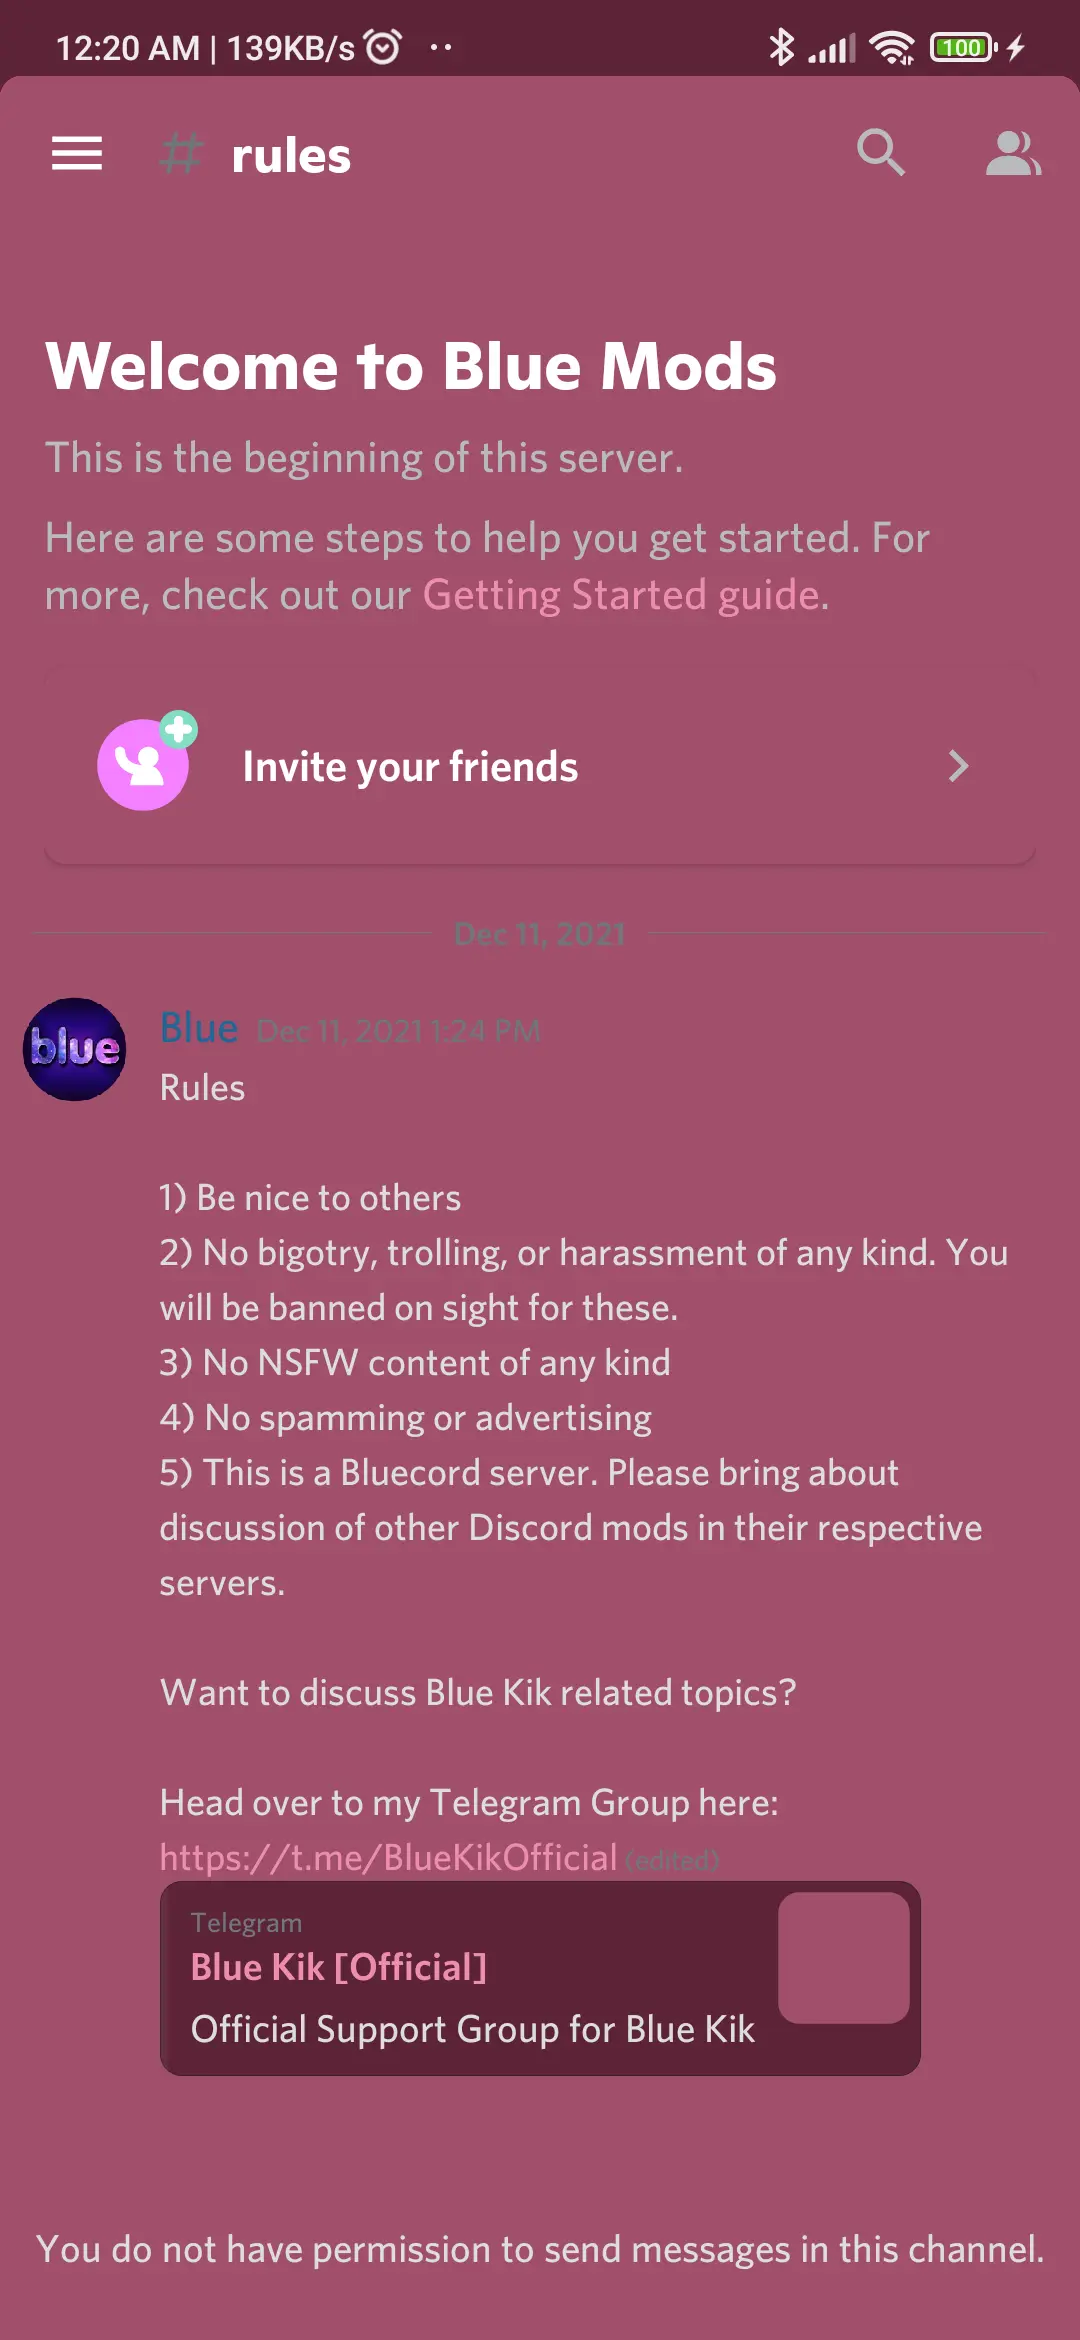 12:20 AM | 139KB/s
100
# rules
Welcome to Blue Mods
This is the beginning of this server.
Here are some steps to help you get started. For
more, check out our Getting Started guide.
Invite your friends
Dec 11, 2021
blue
Blue Dec 11, 2021 1:24 PM
Rules
1) Be nice to others
2) No bigotry, trolling, or harassment of any kind. You
will be banned on sight for these.
3) No NSFW content of any kind
4) No spamming or advertising
5) This is a Bluecord server. Please bring about
discussion of other Discord mods in their respective
servers.
Want to discuss Blue Kik related topics?
Head over to my Telegram Group here:
https://t.me/BlueKikOfficial (edited)
Telegram
Blue Kik [Official]
Official Support Group for Blue Kik
You do not have permission to send messages in this channel.